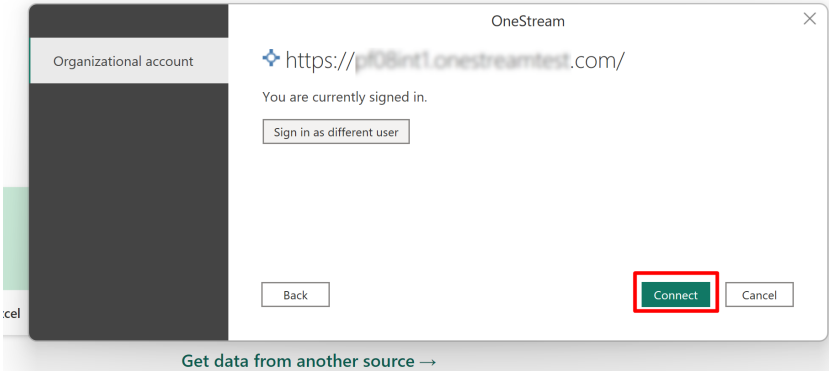 OneStream
Organizational account
https:// .com/
You are currently signed in.
Sign in as different user
Back
Connect
Cancel
cel
Get data from another source →